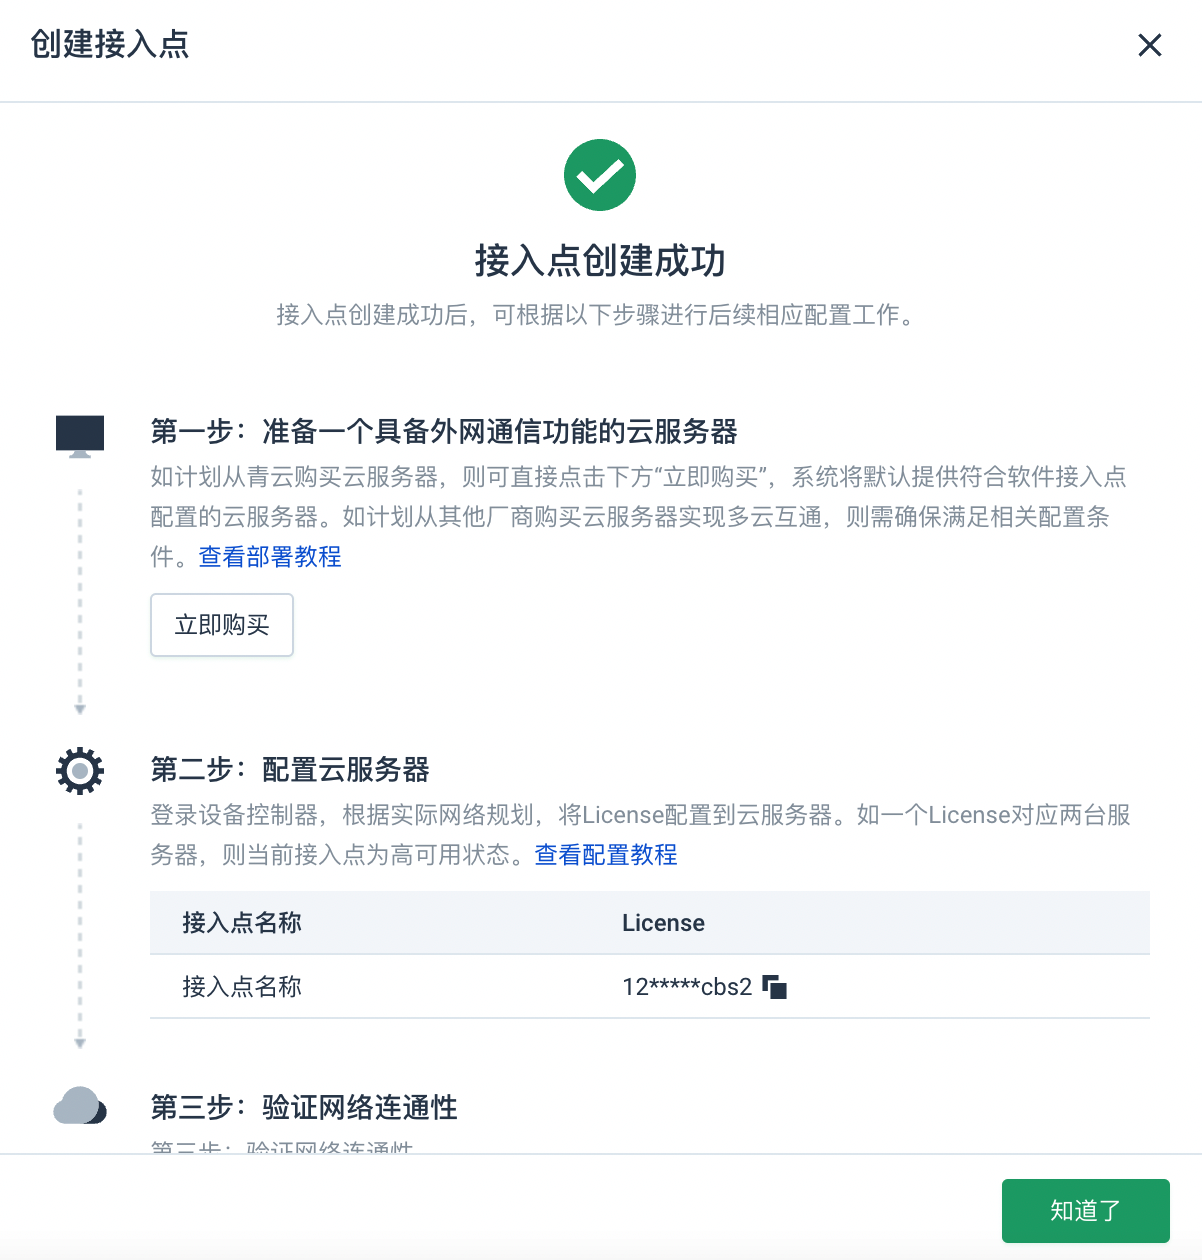 创建接入点
接入点创建成功
接入点创建成功后，可根据以下步骤进行后续相应配置工作。
第一步：准备一个具备外网通信功能的云服务器
如计划从青云购买云服务器，则可直接点击下方“立即购买”，系统将默认提供符合软件接入点
配置的云服务器。如计划从其他厂商购买云服务器实现多云互通，则需确保满足相关配置条
件。查看部署教程
立即购买
第二步：配置云服务器
登录设备控制器，根据实际网络规划，将License配置到云服务器。如一个License对应两台服
务器，则当前接入点为高可用状态。查看配置教程
接入点名称 License
接入点名称 12*****cbs2
第三步：验证网络连通性
第三步：验证网络连通性
知道了